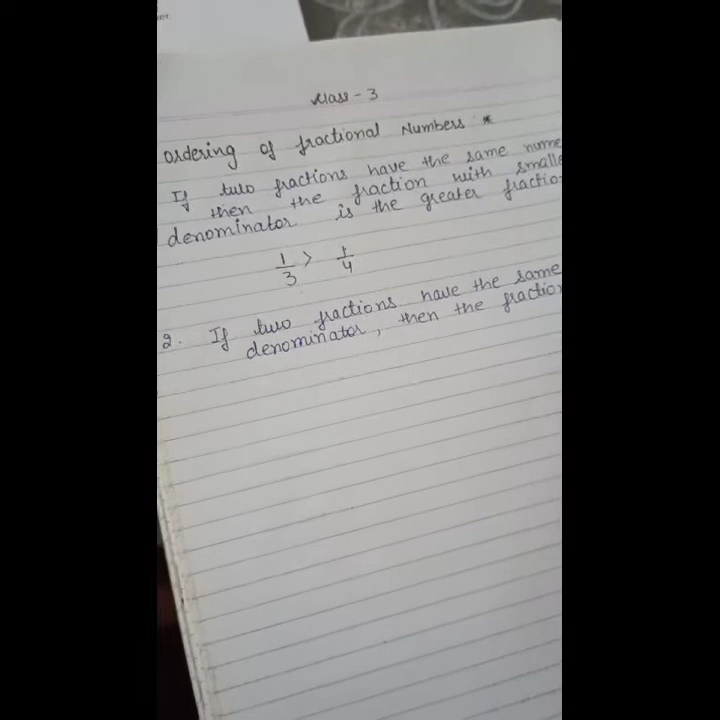 Class - 3
Ordering of fractional Numbers *
If two fractions have the same nume
then the fraction with smalle
denominator is the greater fractio
1/3 > 1/4
2. If two fractions have the same
denominator, then the fractio